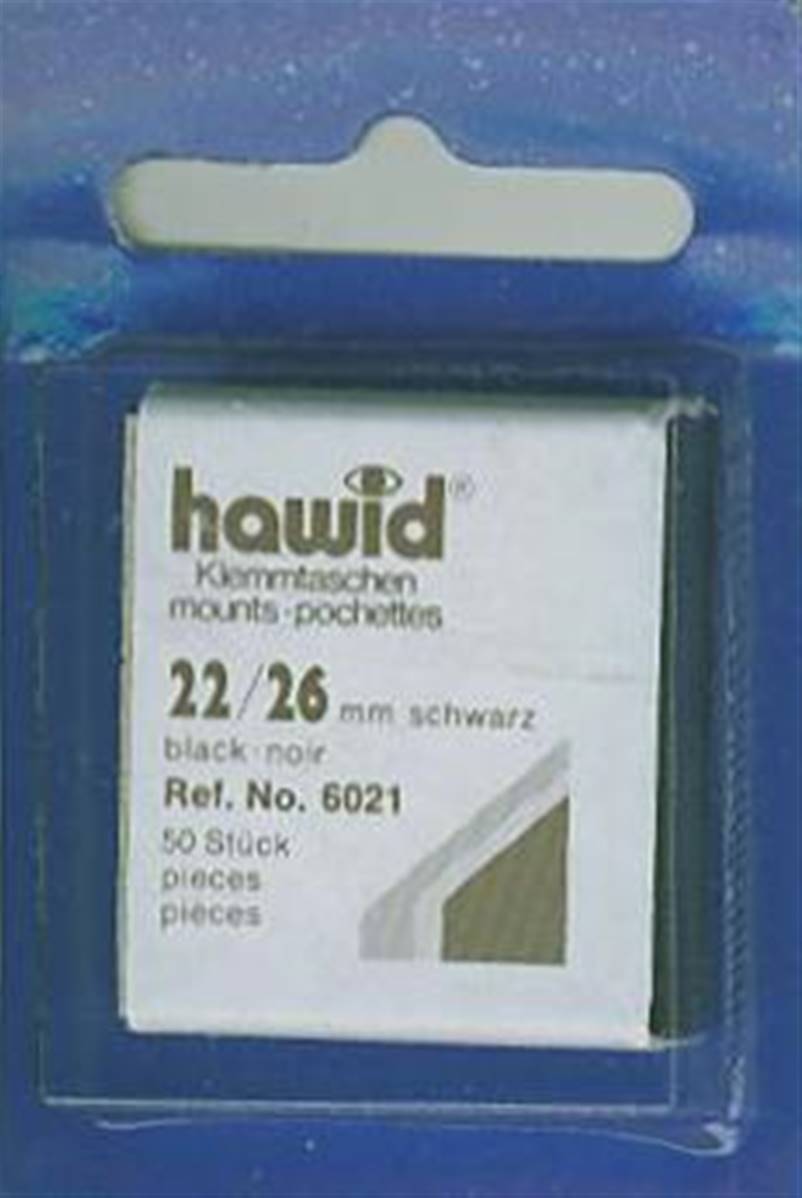 hawid®
Klemmtaschen
mounts·pochettes
22/26 mm schwarz
black·noir
Ref. No. 6021
50 Stück
pieces
pièces